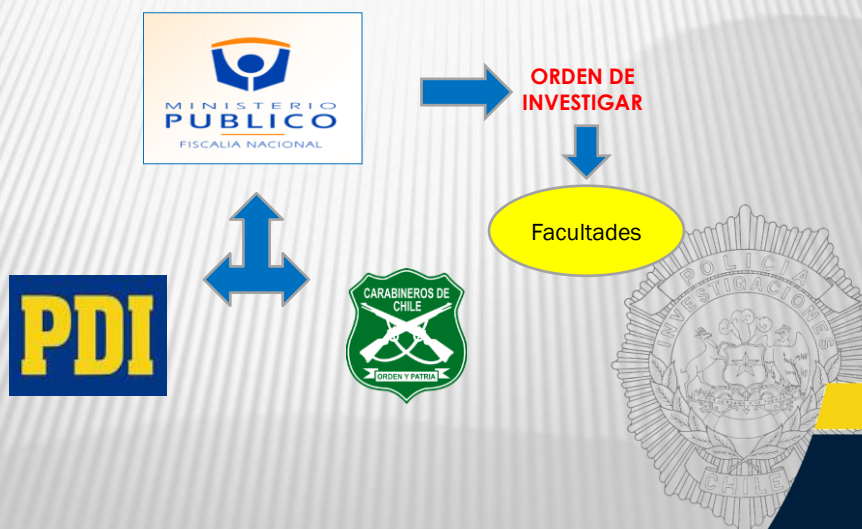 MINISTERIO
PUBLICO
FISCALIA NACIONAL
ORDEN DE
INVESTIGAR
Facultades
PDI
CARABINEROS DE
CHILE
ORDEN Y PATRIA
POLICIA
INVESTIGACIONES
CHILE